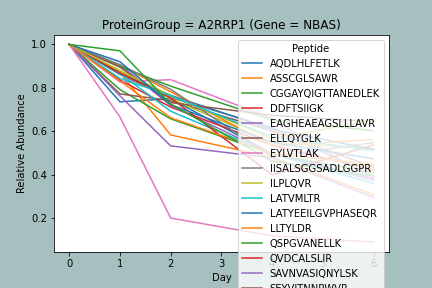 ProteinGroup = A2RRP1 (Gene = NBAS)
Relative Abundance
1.0
0.8
0.6
0.4
0.2
0
1
2
3
6
Day
Peptide
AQDLHLFETLK
ASSCGLSAWR
CGGAYQIGTTANEDLEK
DDFTSIIGK
EAGHEAEAGSLLLAVR
ELLQYGLK
EYLVTLAK
IISALSGGSADLGGPR
ILPLQVR
LATVMLTR
LATYEEILGVPHASEQR
LLTYLDR
QSPGVANELLK
QVDCALSLIR
SAVNVASIQNYLSK